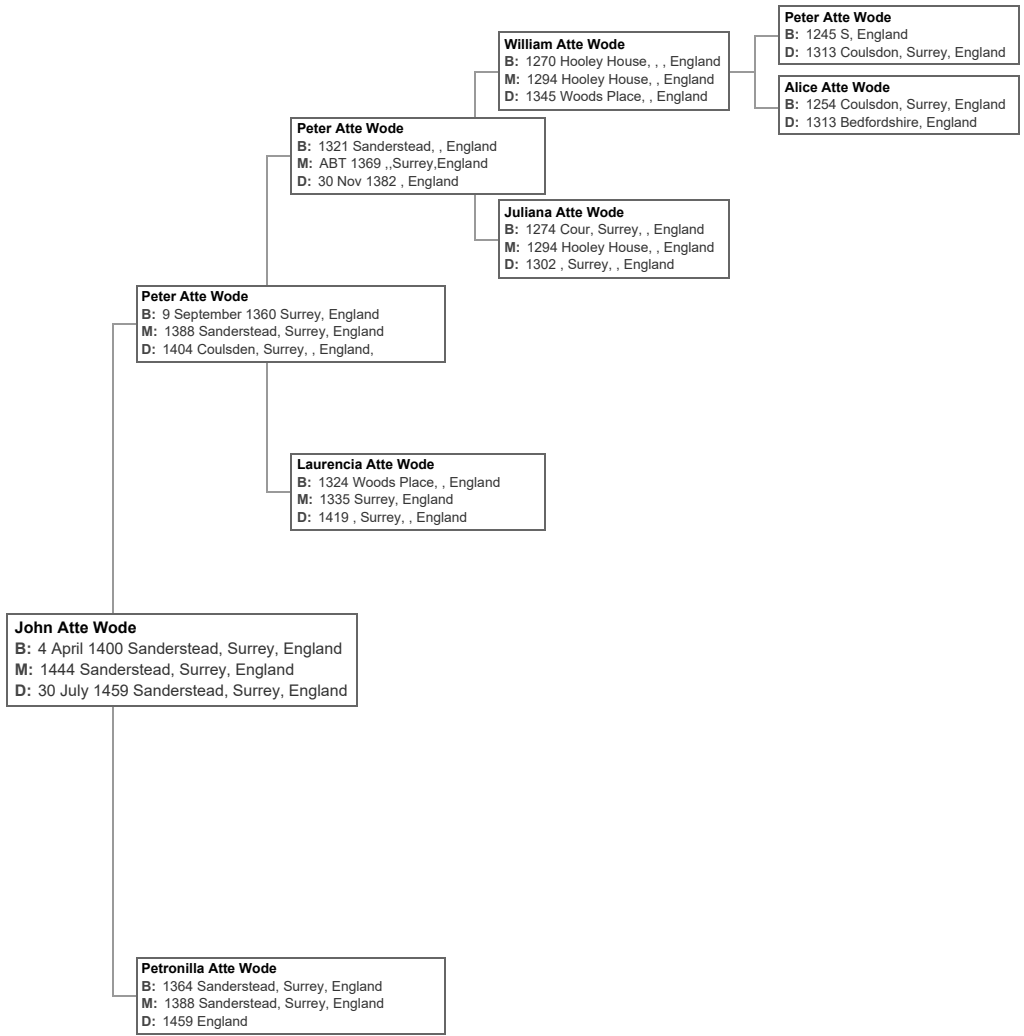 Peter Atte Wode
B: 1245 S, England
D: 1313 Coulsdon, Surrey, England
William Atte Wode
B: 1270 Hooley House, , , England
M: 1294 Hooley House, , England
D: 1345 Woods Place, , England
Alice Atte Wode
B: 1254 Coulsdon, Surrey, England
D: 1313 Bedfordshire, England
Peter Atte Wode
B: 1321 Sanderstead, , England
M: ABT 1369 ,,Surrey,England
D: 30 Nov 1382 , England
Juliana Atte Wode
B: 1274 Cour, Surrey, , England
M: 1294 Hooley House, , England
D: 1302 , Surrey, , England
Peter Atte Wode
B: 9 September 1360 Surrey, England
M: 1388 Sanderstead, Surrey, England
D: 1404 Coulsden, Surrey, , England,
Laurencia Atte Wode
B: 1324 Woods Place, , England
M: 1335 Surrey, England
D: 1419 , Surrey, , England
John Atte Wode
B: 4 April 1400 Sanderstead, Surrey, England
M: 1444 Sanderstead, Surrey, England
D: 30 July 1459 Sanderstead, Surrey, England
Petronilla Atte Wode
B: 1364 Sanderstead, Surrey, England
M: 1388 Sanderstead, Surrey, England
D: 1459 England